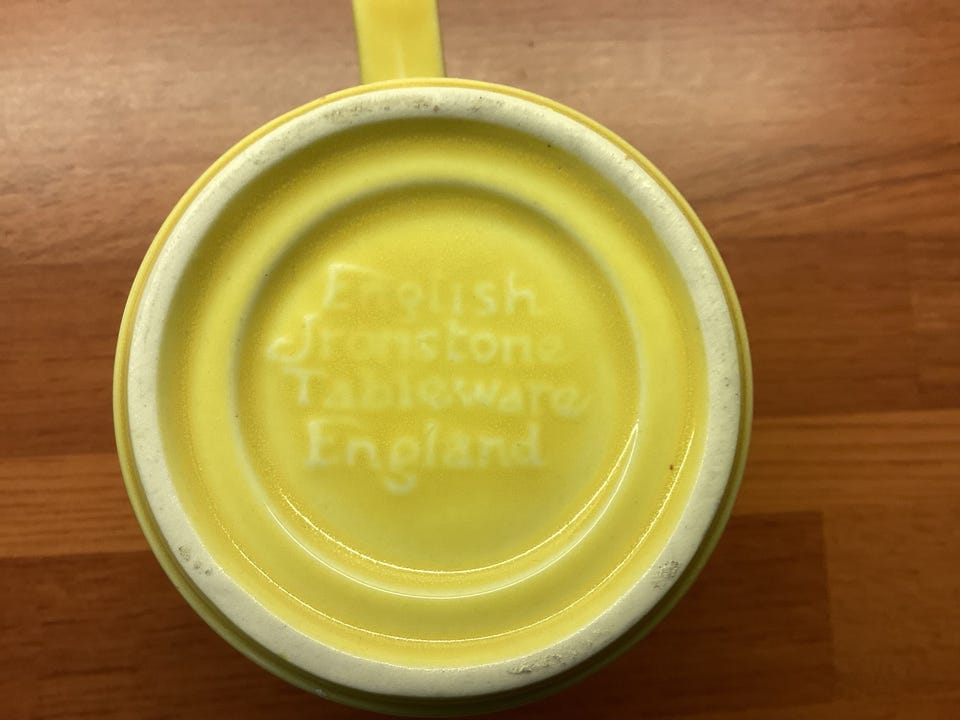 English
Ironstone
Tableware
England